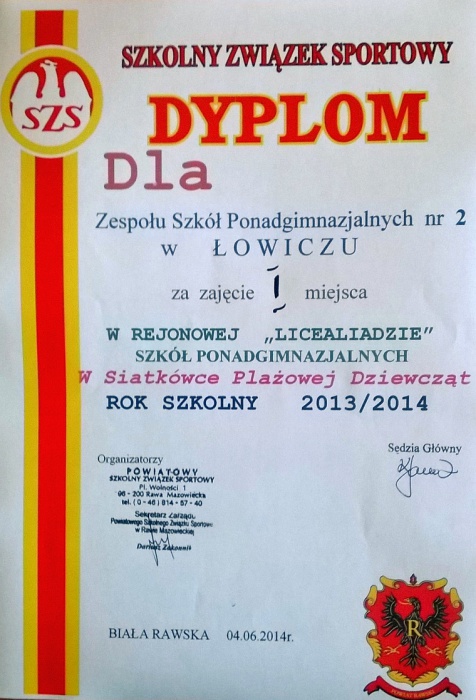 SZKOLNY ZWIĄZEK SPORTOWY
SZS
DYPLOM
Dla
Zespołu Szkół Ponadgimnazjalnych nr 2
w ŁOWICZU
za zajęcie I miejsca
W REJONOWEJ „LICEALIADZIE”
SZKÓŁ PONADGIMNAZJALNYCH
W Siatkówce Plażowej Dziewcząt
ROK SZKOLNY 2013/2014
Sędzia Główny
Organizatorzy
POWIATOWY
SZKOLNY ZWIĄZEK SPORTOWY
Pl. Wolności 1
96-200 Rawa Mazowiecka
tel. (0-46) 814-57-40
Sekretarz Zarządu
Powiatowego Szkolnego Związku Sportowego
w Rawie Mazowieckiej
Dariusz
R
BIAŁA RAWSKA 04.06.2014r.